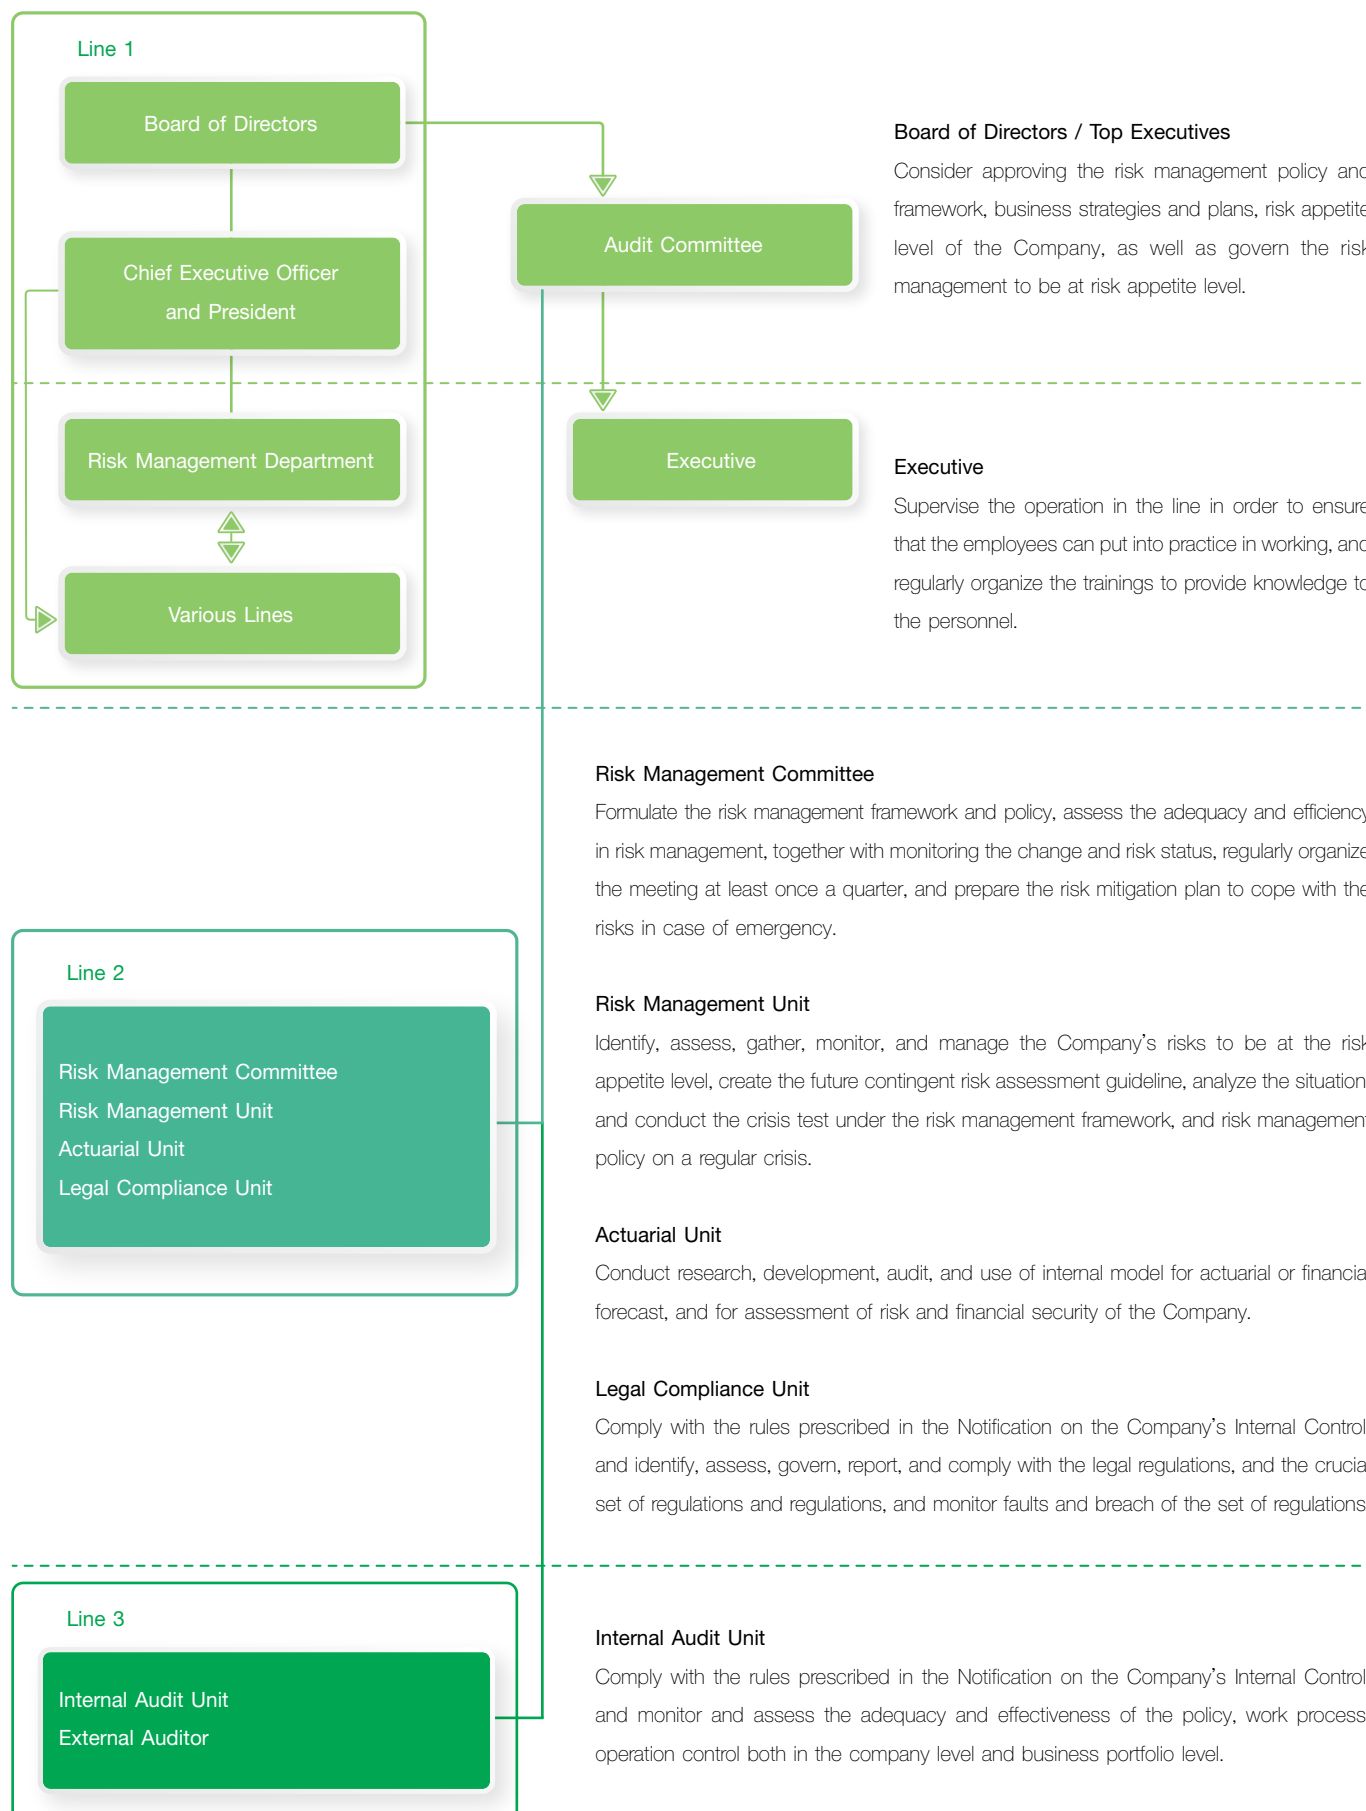 Line 1
Board of Directors
Chief Executive Officer
and President
Risk Management Department
Various Lines
Audit Committee
Executive
Board of Directors / Top Executives
Consider approving the risk management policy and
framework, business strategies and plans, risk appetite
level of the Company, as well as govern the risk
management to be at risk appetite level.
Executive
Supervise the operation in the line in order to ensure
that the employees can put into practice in working, and
regularly organize the trainings to provide knowledge to
the personnel.
Risk Management Committee
Formulate the risk management framework and policy, assess the adequacy and efficiency
in risk management, together with monitoring the change and risk status, regularly organize
the meeting at least once a quarter, and prepare the risk mitigation plan to cope with the
risks in case of emergency.
Line 2
Risk Management Committee
Risk Management Unit
Actuarial Unit
Legal Compliance Unit
Risk Management Unit
Identify, assess, gather, monitor, and manage the Company's risks to be at the risk
appetite level, create the future contingent risk assessment guideline, analyze the situation
and conduct the crisis test under the risk management framework, and risk management
policy on a regular crisis.
Actuarial Unit
Conduct research, development, audit, and use of internal model for actuarial or financia
forecast, and for assessment of risk and financial security of the Company.
Legal Compliance Unit
Comply with the rules prescribed in the Notification on the Company's Internal Control
and identify, assess, govern, report, and comply with the legal regulations, and the crucia
set of regulations and regulations, and monitor faults and breach of the set of regulations
Line 3
Internal Audit Unit
External Auditor
Internal Audit Unit
Comply with the rules prescribed in the Notification on the Company's Internal Control
and monitor and assess the adequacy and effectiveness of the policy, work process
operation control both in the company level and business portfolio level.